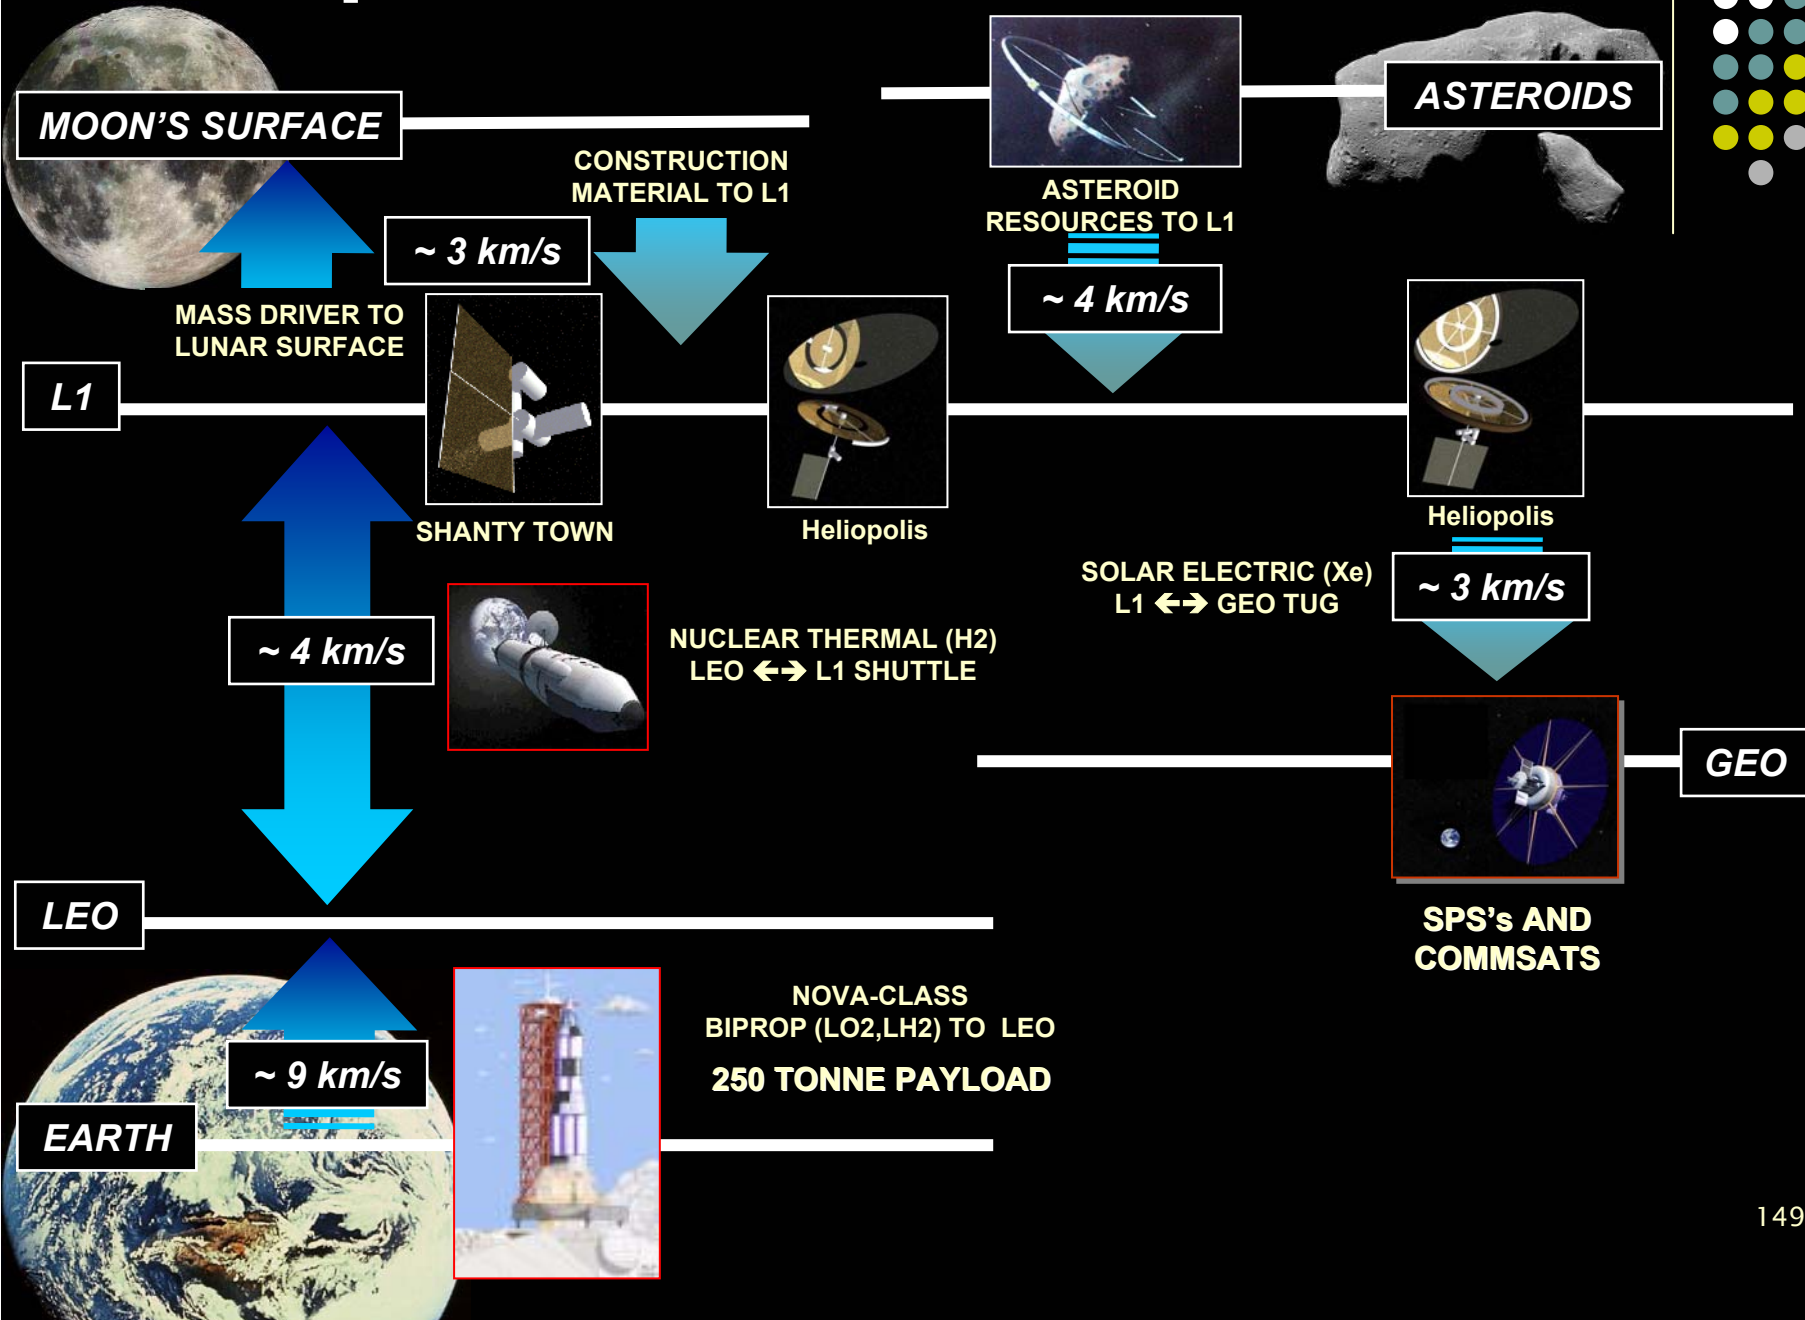 MOON'S SURFACE
ASTEROIDS
CONSTRUCTION
MATERIAL TO L1
ASTEROID
RESOURCES TO L1
~ 3 km/s
~ 4 km/s
MASS DRIVER TO
LUNAR SURFACE
L1
SHANTY TOWN
Heliopolis
Heliopolis
SOLAR ELECTRIC (Xe)
L1 ←→ GEO TUG
~ 3 km/s
~ 4 km/s
NUCLEAR THERMAL (H2)
LEO ←→ L1 SHUTTLE
GEO
LEO
SPS's AND
COMMSATS
NOVA-CLASS
BIPROP (LO2,LH2) TO LEO
250 TONNE PAYLOAD
~ 9 km/s
EARTH
149